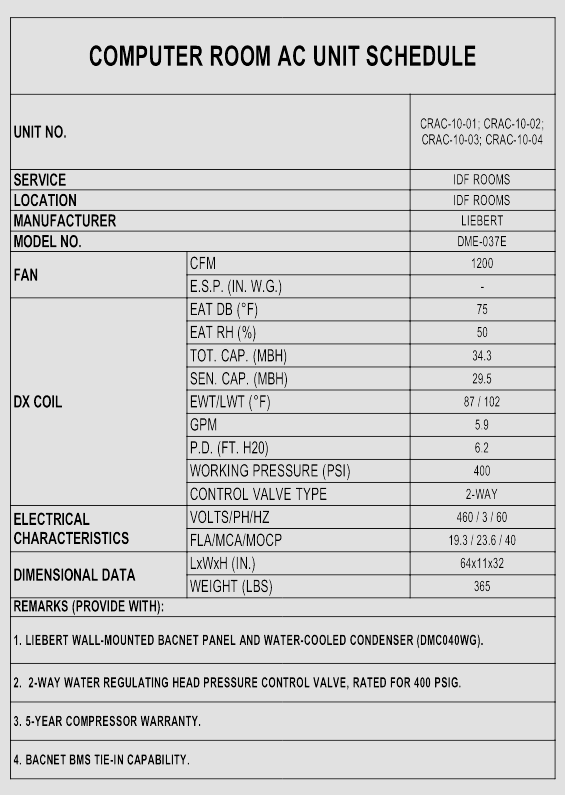 COMPUTER ROOM AC UNIT SCHEDULE
UNIT NO.
CRAC-10-01; CRAC-10-02;
CRAC-10-03; CRAC-10-04
SERVICE IDF ROOMS
LOCATION IDF ROOMS
MANUFACTURER LIEBERT
MODEL NO. DME-037E
FAN
CFM 1200
E.S.P. (IN. W.G.) -
DX COIL
EAT DB (°F) 75
EAT RH (%) 50
TOT. CAP. (MBH) 34.3
SEN. CAP. (MBH) 29.5
EWT/LWT (°F) 87 / 102
GPM 5.9
P.D. (FT. H20) 6.2
WORKING PRESSURE (PSI) 400
CONTROL VALVE TYPE 2-WAY
ELECTRICAL
CHARACTERISTICS
VOLTS/PH/HZ 460 / 3 / 60
FLA/MCA/MOCP 19.3 / 23.6 / 40
DIMENSIONAL DATA
LxWxH (IN.) 64x11x32
WEIGHT (LBS) 365
REMARKS (PROVIDE WITH):
1. LIEBERT WALL-MOUNTED BACNET PANEL AND WATER-COOLED CONDENSER (DMC040WG).
2. 2-WAY WATER REGULATING HEAD PRESSURE CONTROL VALVE, RATED FOR 400 PSIG.
3. 5-YEAR COMPRESSOR WARRANTY.
4. BACNET BMS TIE-IN CAPABILITY.